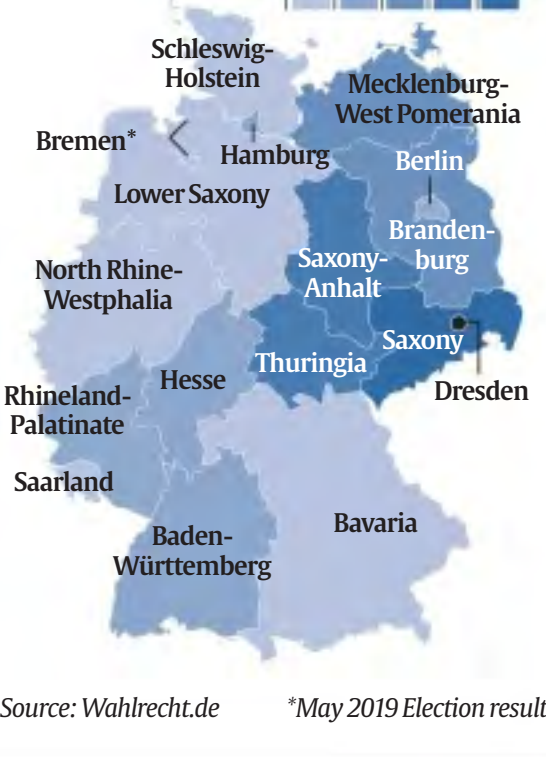 Schleswig-
Holstein
Mecklenburg-
West Pomerania
Bremen*
Hamburg
Berlin
Lower Saxony
Branden-
burg
Saxony-
Anhalt
North Rhine-
Westphalia
Saxony
Thuringia
Hesse
Dresden
Rhineland-
Palatinate
Saarland
Bavaria
Baden-
Württemberg
Source: Wahlrecht.de *May 2019 Election result